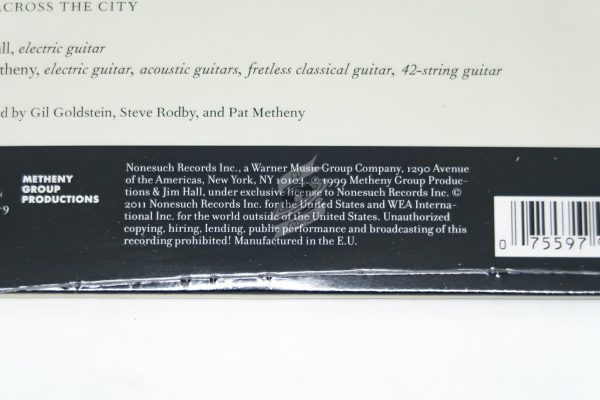 ACROSS THE CITY
all, electric guitar
theny, electric guitar, acoustic guitars, fretless classical guitar, 42-string guitar
ed by Gil Goldstein, Steve Rodby, and Pat Metheny
METHENY
GROUP
PRODUCTIONS
-9
Nonesuch Records Inc., a Warner Music Group Company, 1290 Avenue
of the Americas, New York, NY 10104. ℗ 1999 Metheny Group Produc-
tions & Jim Hall, under exclusive license to Nonesuch Records Inc. ©
2011 Nonesuch Records Inc. for the United States and WEA Interna-
tional Inc. for the world outside of the United States. Unauthorized
copying, hiring, lending, public performance and broadcasting of this
recording prohibited! Manufactured in the E.U.
0 75597 9